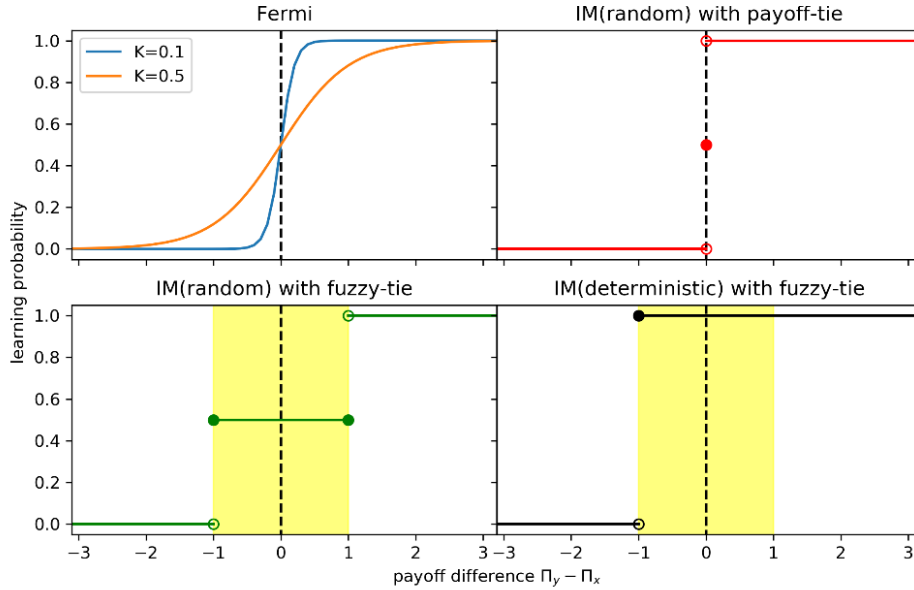 Fermi
IM(random) with payoff-tie
K=0.1
K=0.5
1.0
0.8
0.6
0.4
0.2
0.0
IM(random) with fuzzy-tie
IM(deterministic) with fuzzy-tie
learning probability
1.0
0.8
0.6
0.4
0.2
0.0
−3 −2 −1 0 1 2 3
−3 −2 −1 0 1 2 3
payoff difference Π_y − Π_x